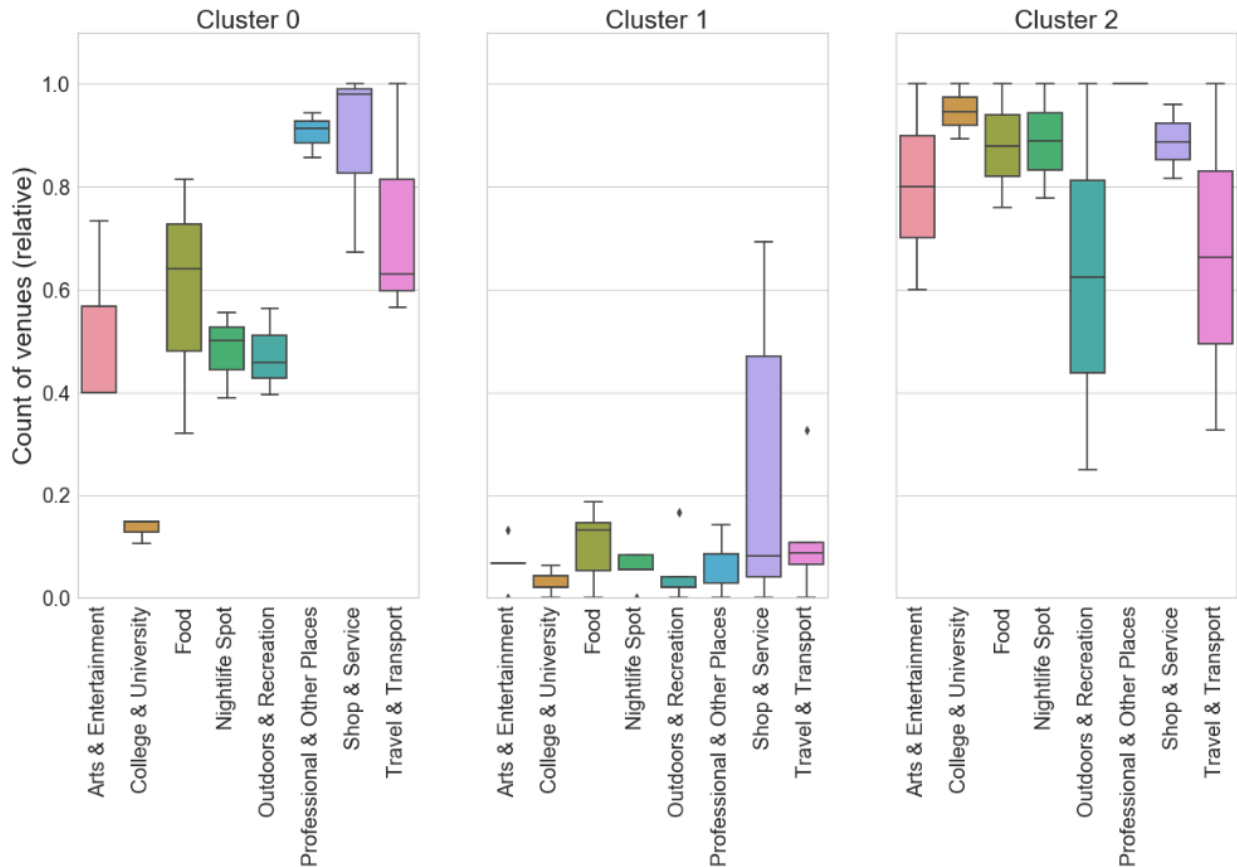 Cluster 0
Cluster 1
Cluster 2
Count of venues (relative)
1.0
0.8
0.6
0.4
0.2
0.0
Arts & Entertainment
College & University
Food
Nightlife Spot
Outdoors & Recreation
Professional & Other Places
Shop & Service
Travel & Transport
Arts & Entertainment
College & University
Food
Nightlife Spot
Outdoors & Recreation
Professional & Other Places
Shop & Service
Travel & Transport
Arts & Entertainment
College & University
Food
Nightlife Spot
Outdoors & Recreation
Professional & Other Places
Shop & Service
Travel & Transport